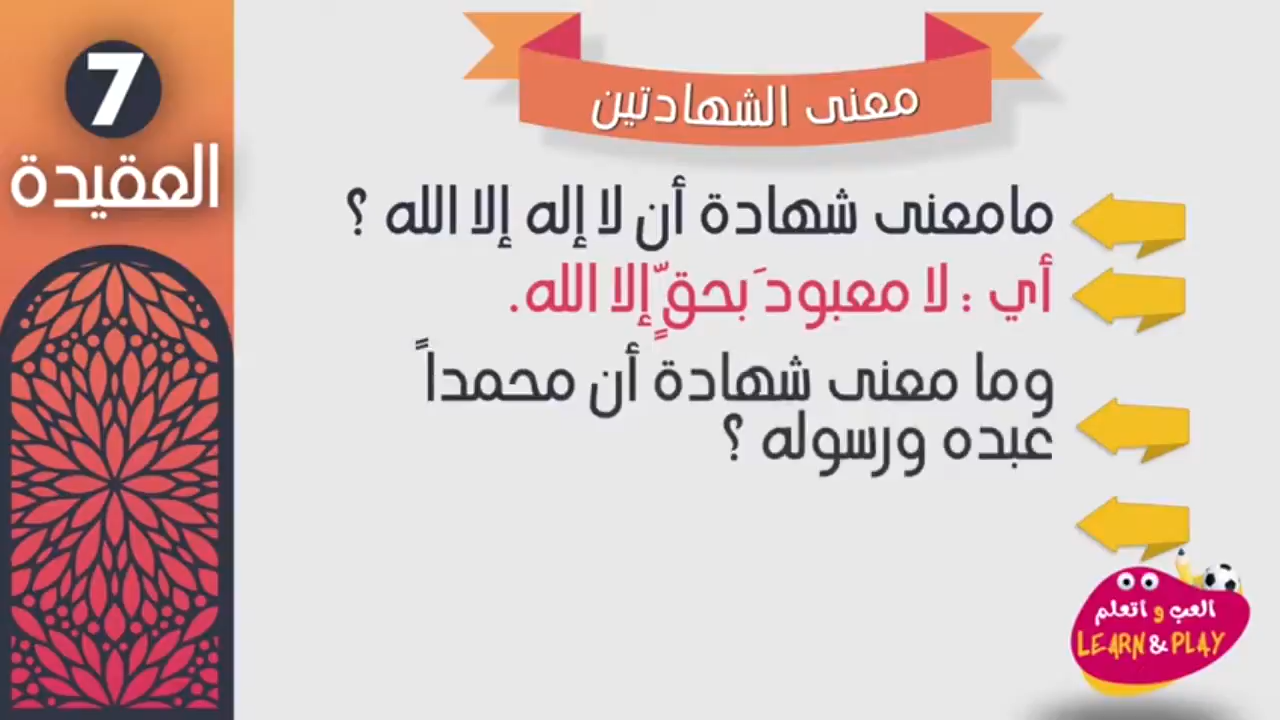 7
العقيدة
معنى الشهادتين
مامعنى شهادة أن لا إله إلا الله ؟
أي : لا معبودَ بحقٍّ إلا الله.
وما معنى شهادة أن محمداً
عبده ورسوله ؟
العب و اتعلم
LEARN & PLAY